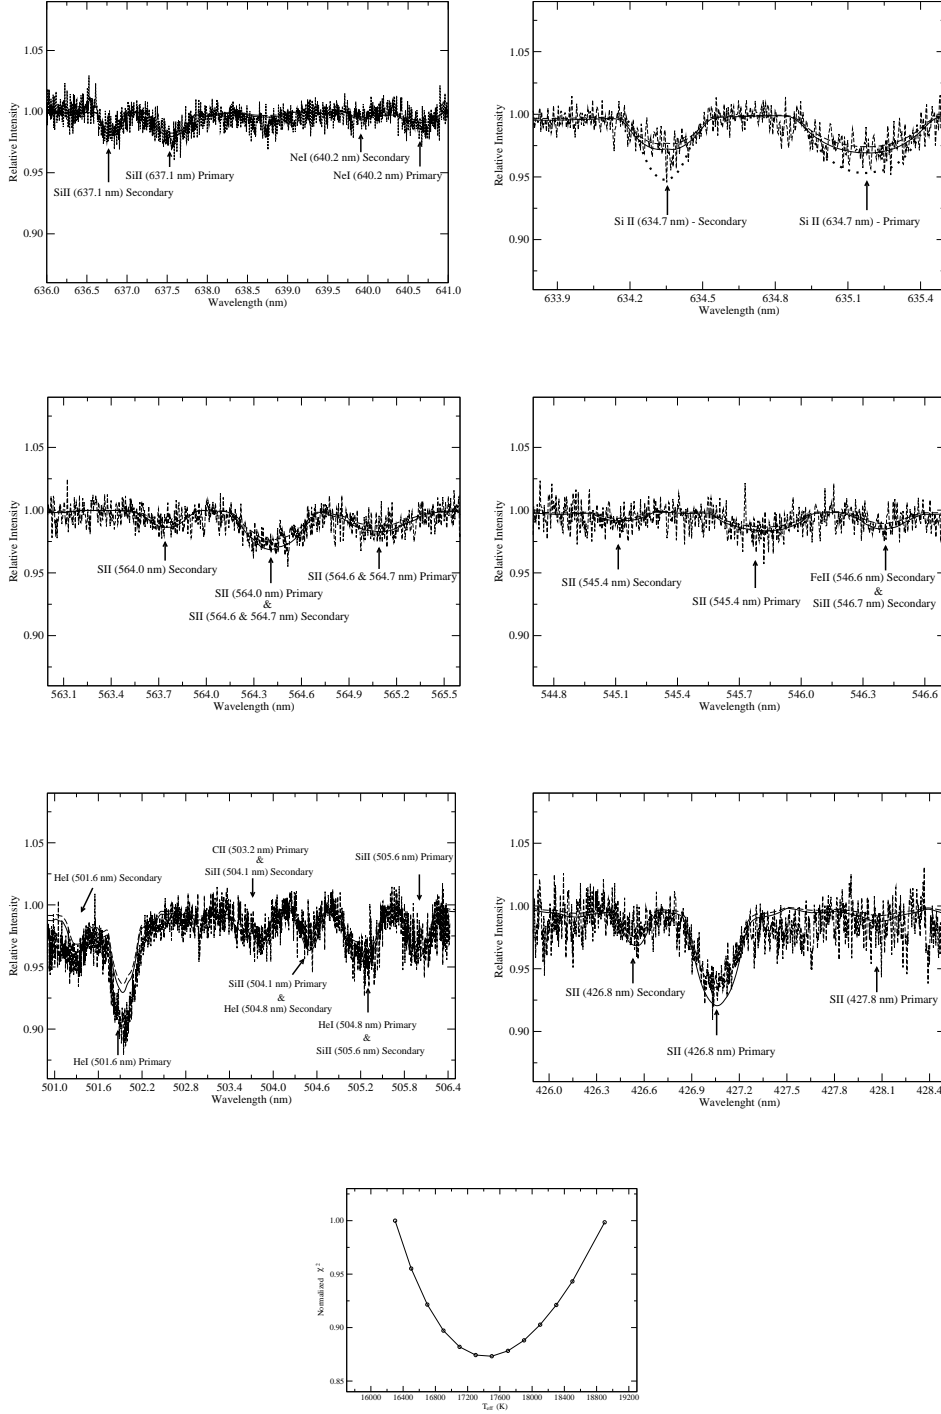 1.05
1.00
0.95
0.90
Relative Intensity
SiII (637.1 nm) Secondary
SiII (637.1 nm) Primary
NeI (640.2 nm) Secondary
NeI (640.2 nm) Primary
636.0 636.5 637.0 637.5 638.0 638.5 639.0 639.5 640.0 640.5 641.0
Wavelength (nm)
1.05
1.00
0.95
0.90
Relative Intensity
Si II (634.7 nm) - Secondary
Si II (634.7 nm) - Primary
633.9 634.2 634.5 634.8 635.1 635.4
Wavelength (nm)
1.05
1.00
0.95
0.90
Relative Intensity
SII (564.0 nm) Secondary
SII (564.0 nm) Primary
&
SII (564.6 & 564.7 nm) Secondary
SII (564.6 & 564.7 nm) Primary
563.1 563.4 563.7 564.0 564.3 564.6 564.9 565.2 565.5
Wavelength (nm)
1.05
1.00
0.95
0.90
Relative Intensity
SII (545.4 nm) Secondary
SII (545.4 nm) Primary
FeII (546.6 nm) Secondary
&
SiII (546.7 nm) Secondary
544.8 545.1 545.4 545.7 546.0 546.3 546.6
Wavelength (nm)
1.05
1.00
0.95
0.90
Relative Intensity
HeI (501.6 nm) Secondary
CII (503.2 nm) Primary
&
SiII (504.1 nm) Secondary
SiII (505.6 nm) Primary
SiII (504.1 nm) Primary
&
HeI (504.8 nm) Secondary
HeI (504.8 nm) Primary
&
SiII (505.6 nm) Secondary
HeI (501.6 nm) Primary
501.0 501.6 502.2 502.8 503.4 504.0 504.6 505.2 505.8 506.4
Wavelength (nm)
1.05
1.00
0.95
0.90
Relative Intensity
SII (426.8 nm) Secondary
SII (426.8 nm) Primary
SII (427.8 nm) Primary
426.0 426.3 426.6 426.9 427.2 427.5 427.8 428.1 428.4
Wavelenght (nm)
1.00
0.95
0.90
0.85
Normalized χ²
16000 16400 16800 17200 17600 18000 18400 18800 19200
T_eff (K)